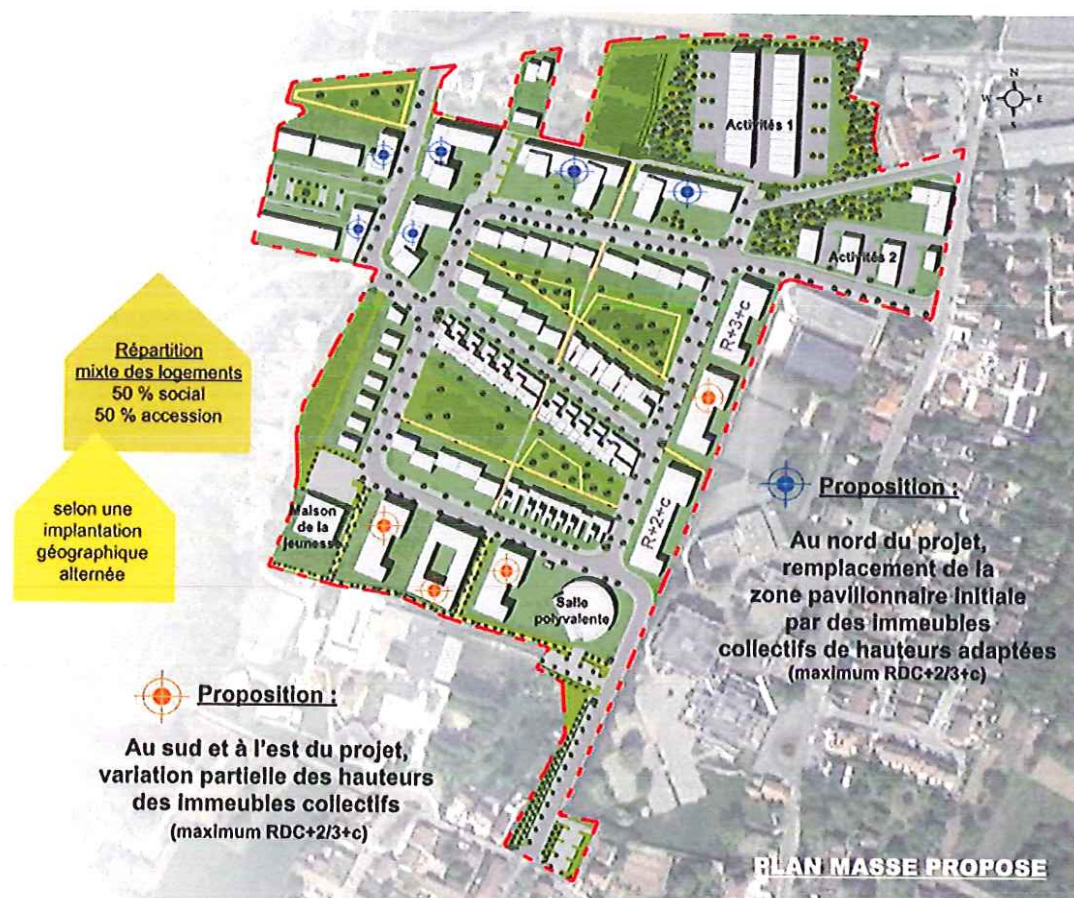 N
W E
S
Activités 1
Activités 2
R+3+c
R+2+c
Répartition
mixte des logements
50 % social
50 % accession
selon une
implantation
géographique
alternée
Maison
de la
jeunesse
Salle
polyvalente
Proposition :
Au nord du projet,
remplacement de la
zone pavillonnaire initiale
par des immeubles
collectifs de hauteurs adaptées
(maximum RDC+2/3+c)
Proposition :
Au sud et à l'est du projet,
variation partielle des hauteurs
des immeubles collectifs
(maximum RDC+2/3+c)
PLAN MASSE PROPOSE